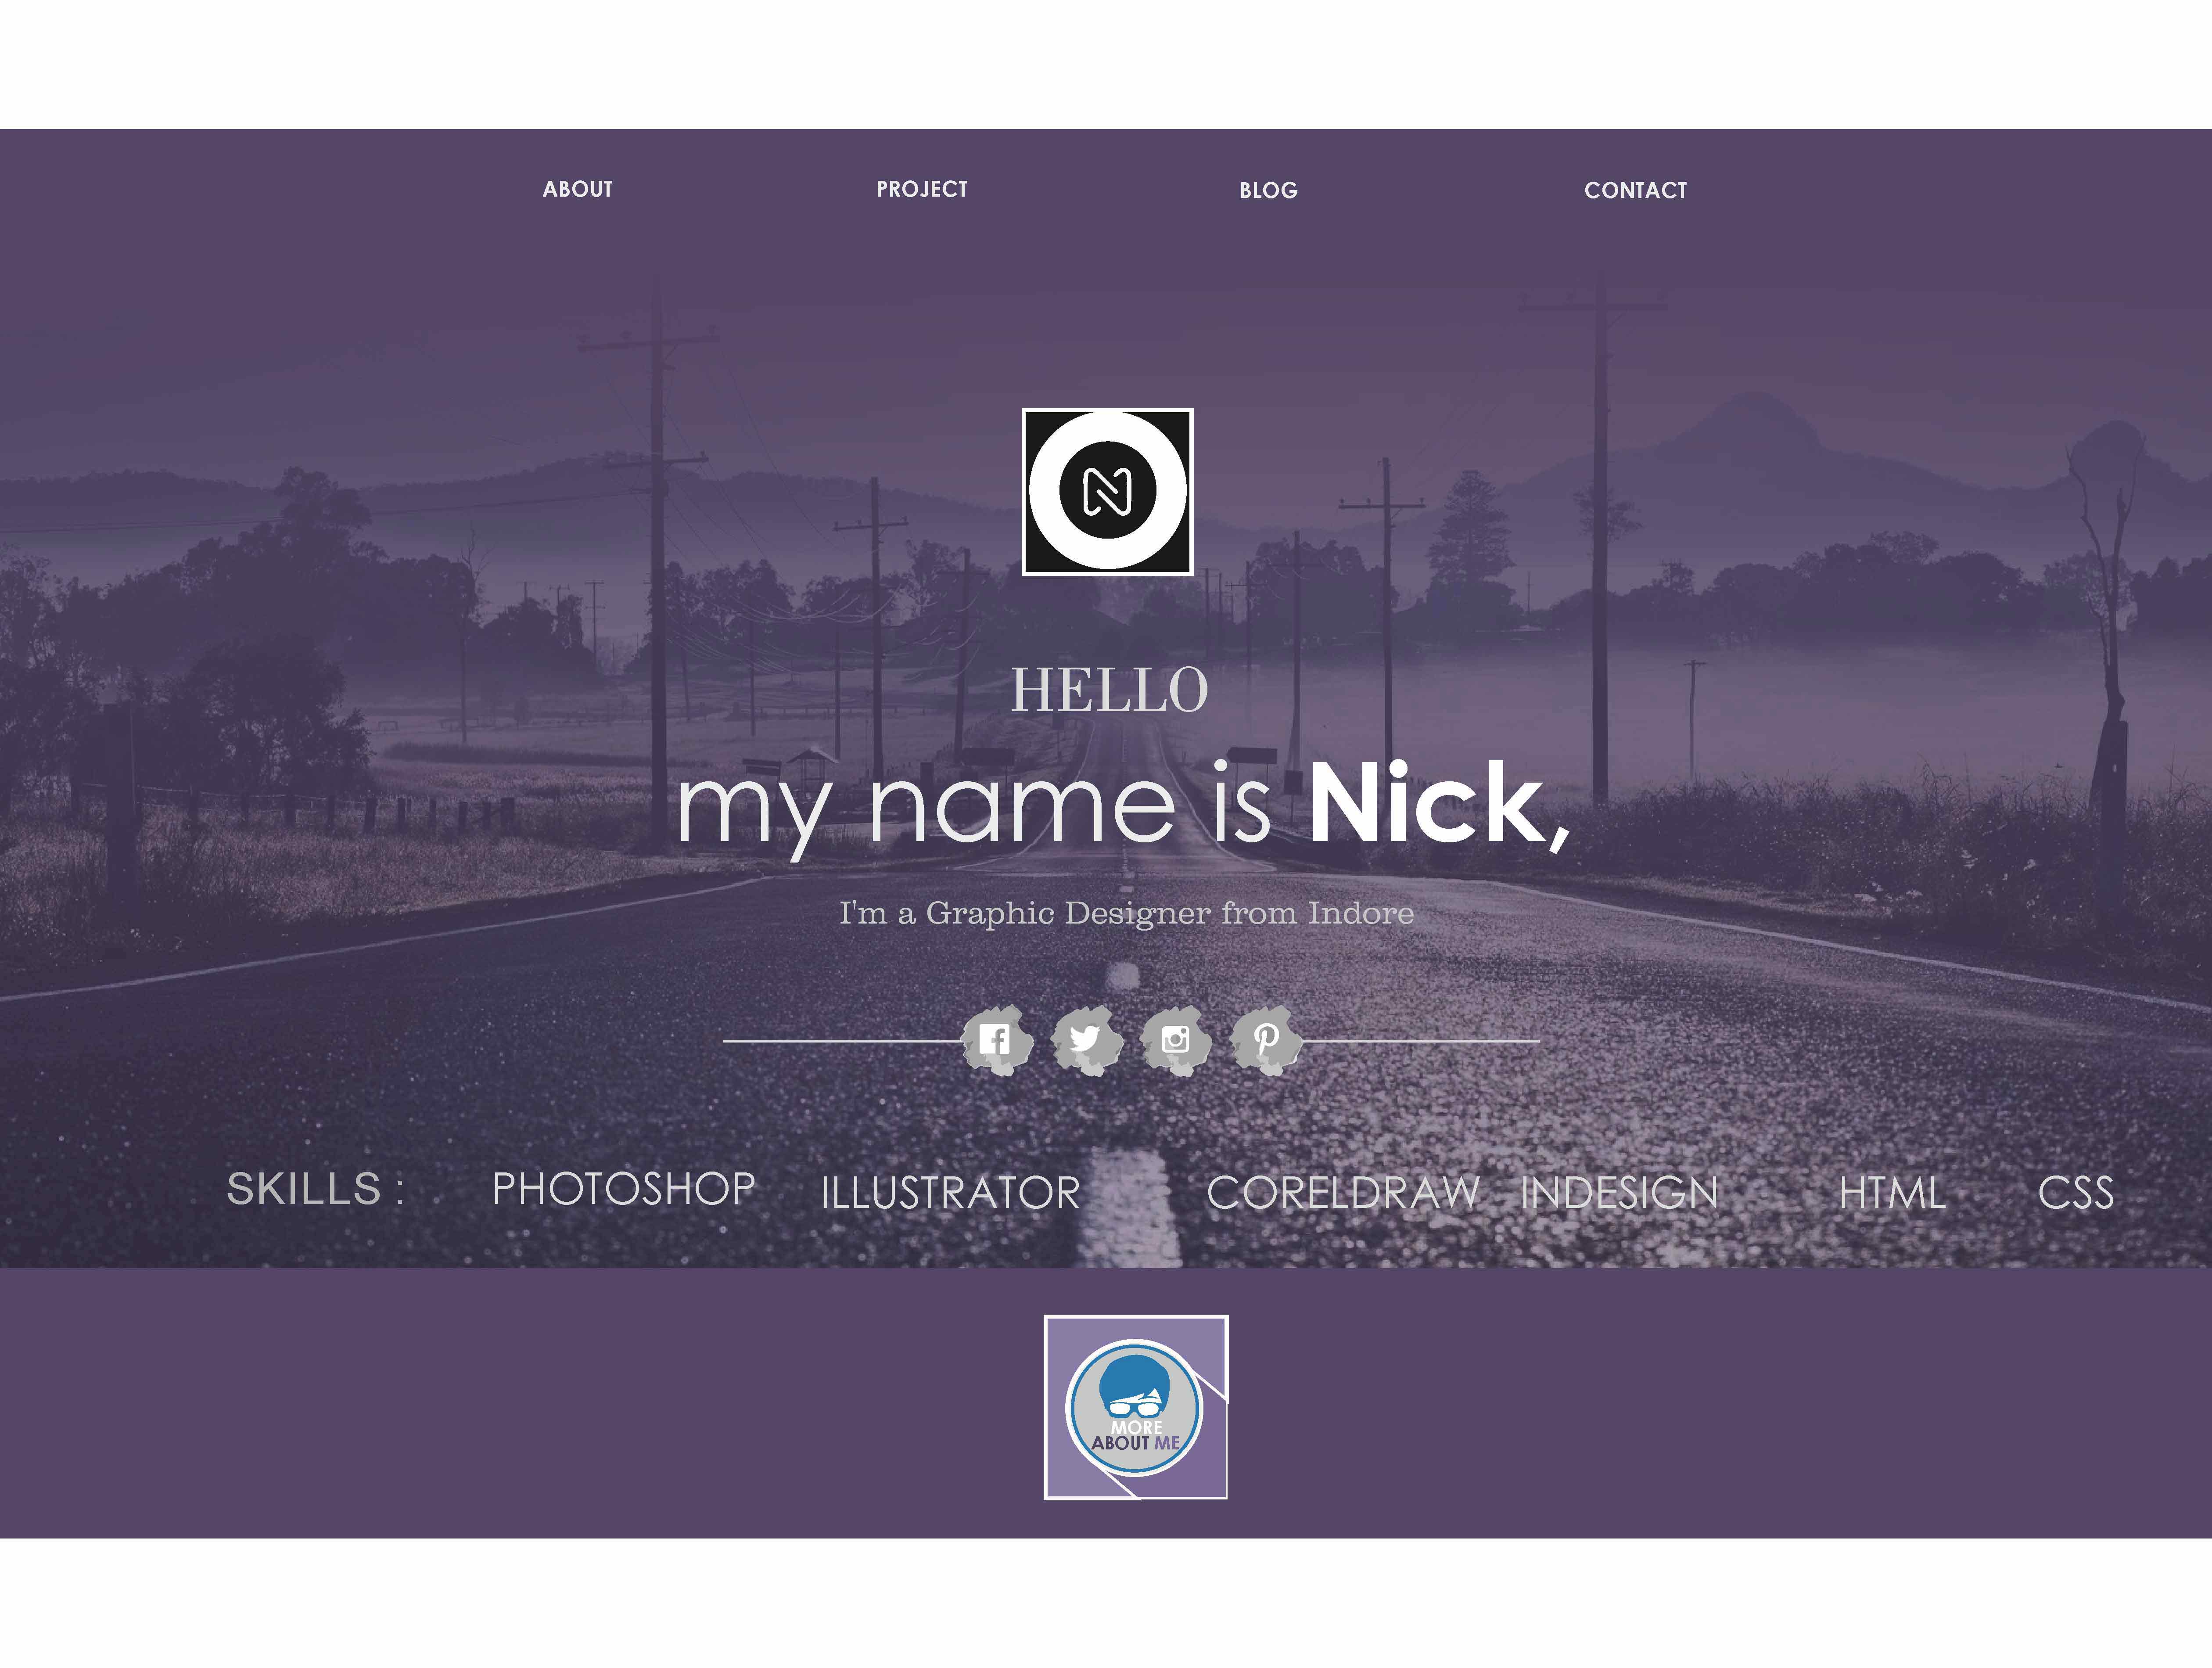 ABOUT PROJECT BLOG CONTACT
N
HELLO
my name is Nick,
I'm a Graphic Designer from Indore
SKILLS : PHOTOSHOP ILLUSTRATOR CORELDRAW INDESIGN HTML CSS
MORE
ABOUT ME